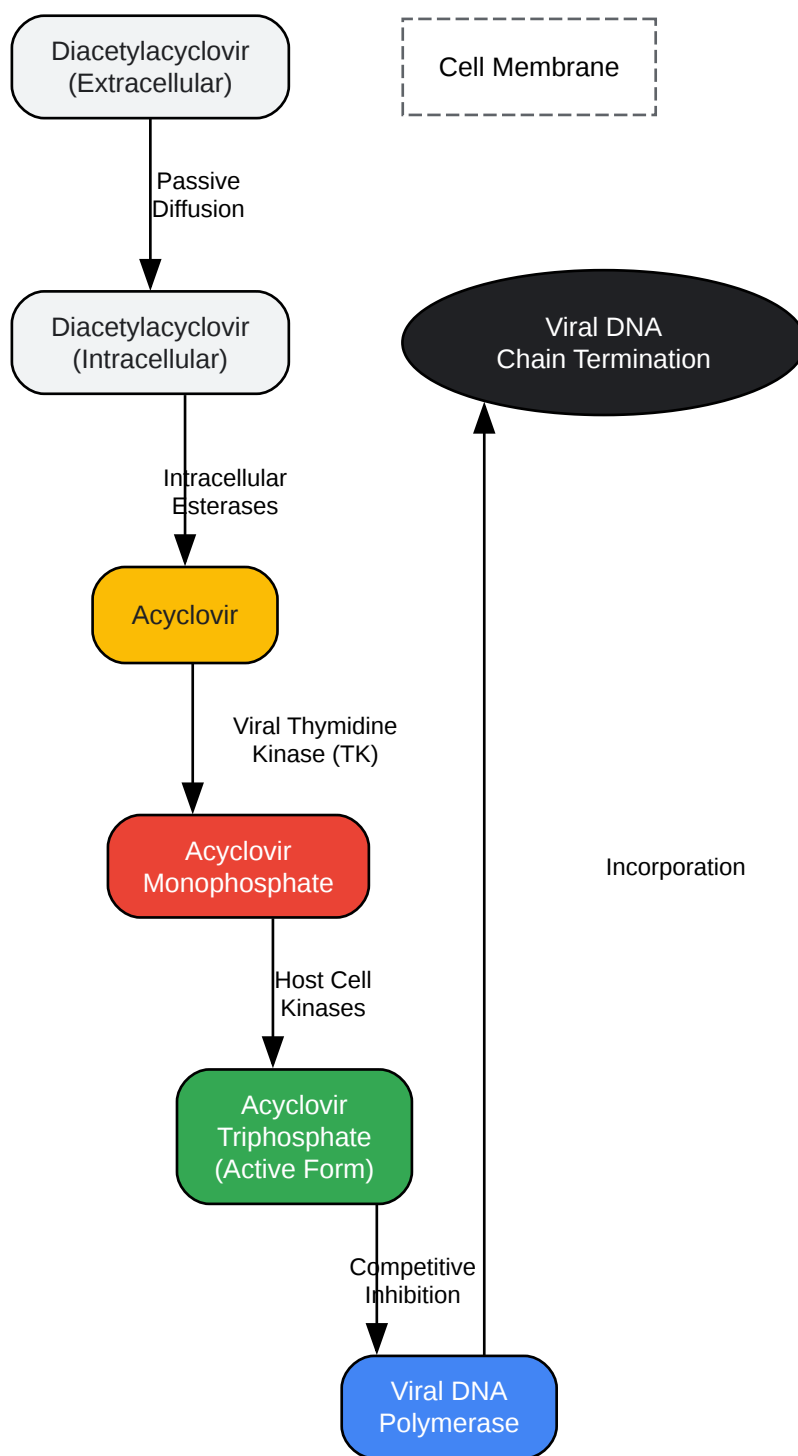 Diacetylacyclovir
(Extracellular)
Cell Membrane
Passive
Diffusion
Diacetylacyclovir
(Intracellular)
Viral DNA
Chain Termination
Intracellular
Esterases
Acyclovir
Viral Thymidine
Kinase (TK)
Acyclovir
Monophosphate
Incorporation
Host Cell
Kinases
Acyclovir
Triphosphate
(Active Form)
Competitive
Inhibition
Viral DNA
Polymerase